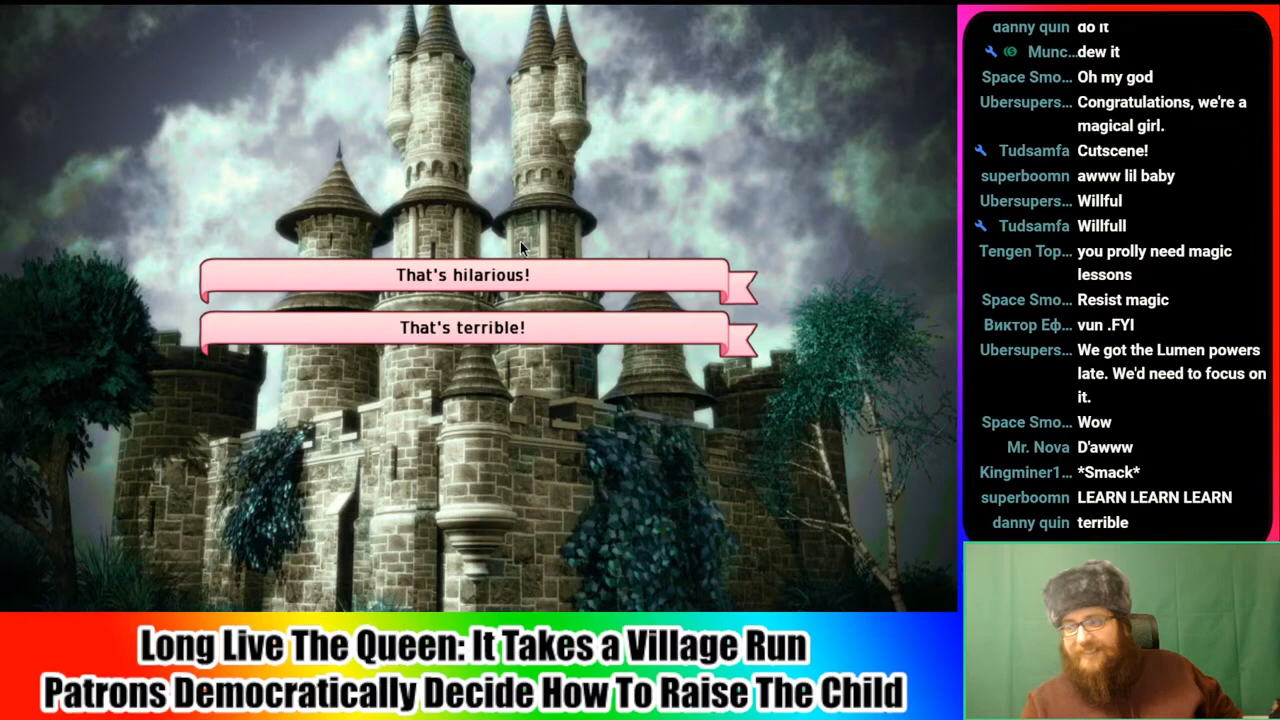 That's hilarious!
That's terrible!
danny quin do it
Munc... dew it
Space Smo... Oh my god
Ubersupers... Congratulations, we're a
magical girl.
Tudsamfa Cutscene!
superboomn awww lil baby
Ubersupers... Willful
Tudsamfa Willfull
Tengen Top... you prolly need magic
lessons
Space Smo... Resist magic
Виктор Еф... vun .FYI
Ubersupers... We got the Lumen powers
late. We'd need to focus on
it.
Space Smo... Wow
Mr. Nova D'awww
Kingminer1... *Smack*
superboomn LEARN LEARN LEARN
danny quin terrible
Long Live The Queen: It Takes a Village Run
Patrons Democratically Decide How To Raise The Child